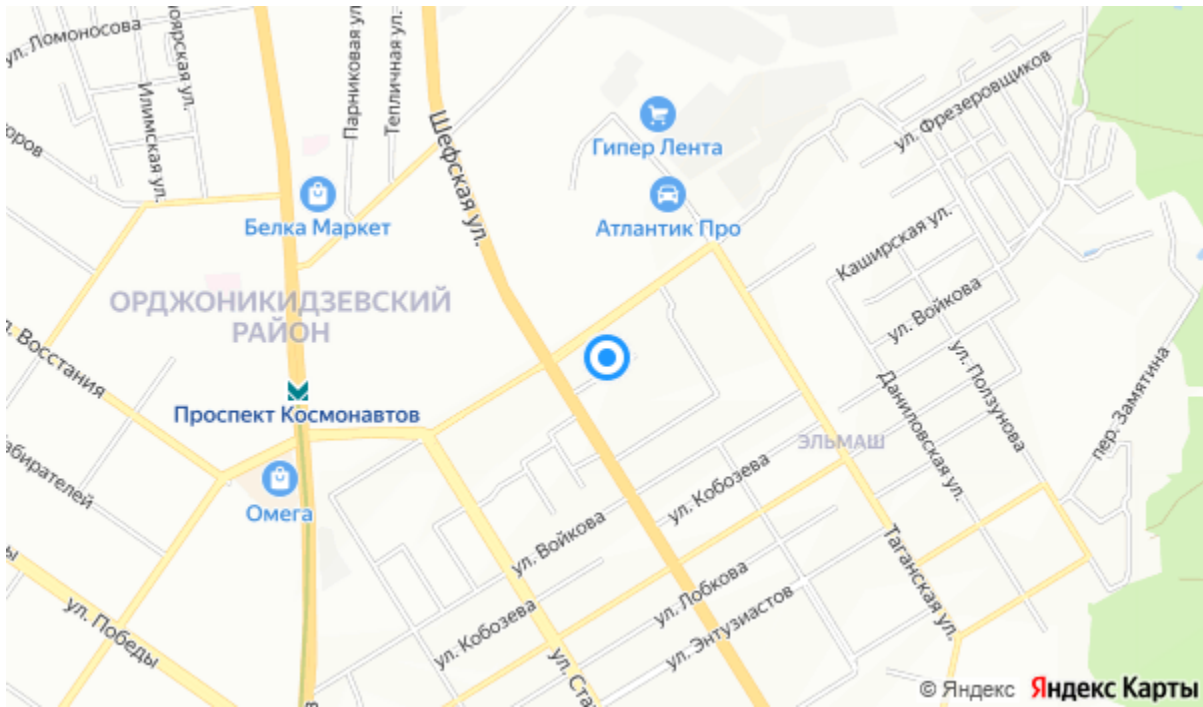 ул. Ломоносова
Илимская ул.
Парниковая ул
Тепличная ул.
Шефская ул.
Гипер Лента
ул. Фрезеровщиков
Белка Маркет
Атлантик Про
Каширская ул.
ОРДЖОНИКИДЗЕВСКИЙ
РАЙОН
ул. Войкова
л. Восстания
ул. Ползунова
пер. Замятина
Проспект Космонавтов
Даниловская ул.
ЭЛЬМАШ
Омега
ул. Кобозева
ул. Войкова
Таганская ул.
ул. Победы
ул. Кобозева
ул. Лобкова
ул. Энтузиастов
ул. Ста
© Яндекс Яндекс Карты